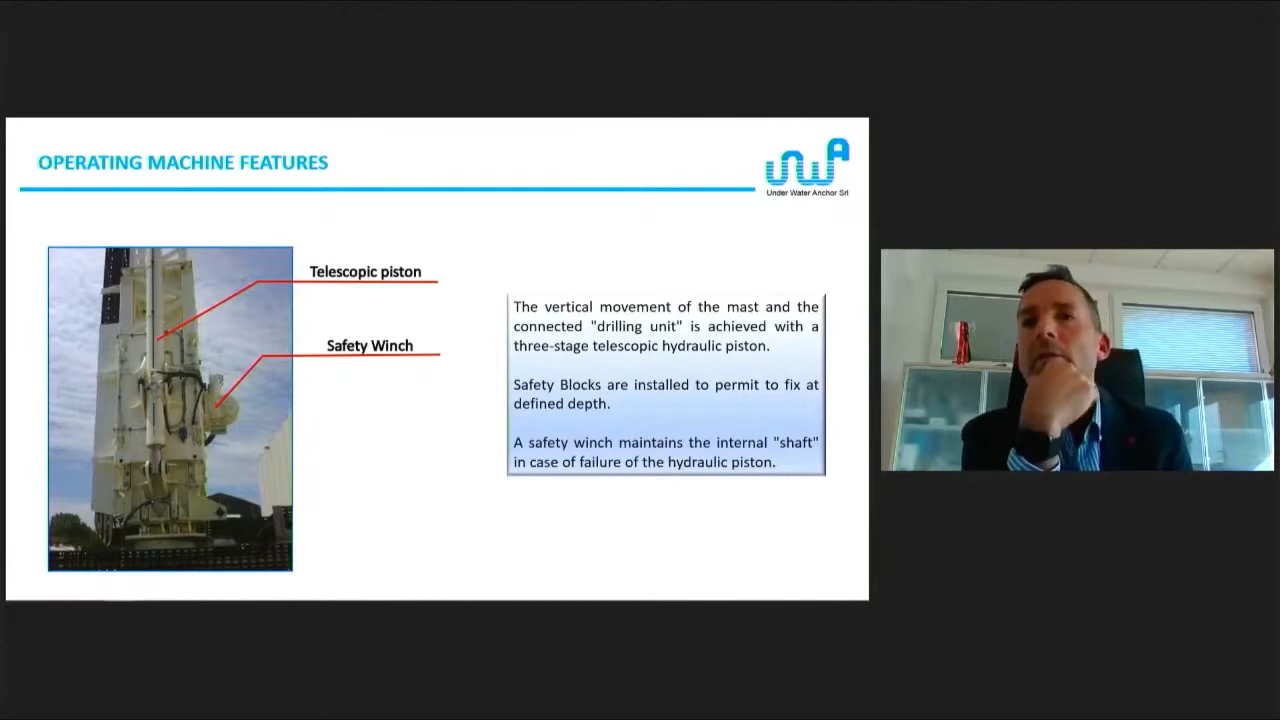 OPERATING MACHINE FEATURES
UWA
Under Water Anchor Srl
Telescopic piston
Safety Winch
The vertical movement of the mast and the
connected "drilling unit" is achieved with a
three-stage telescopic hydraulic piston.
Safety Blocks are installed to permit to fix at
defined depth.
A safety winch maintains the internal "shaft"
in case of failure of the hydraulic piston.